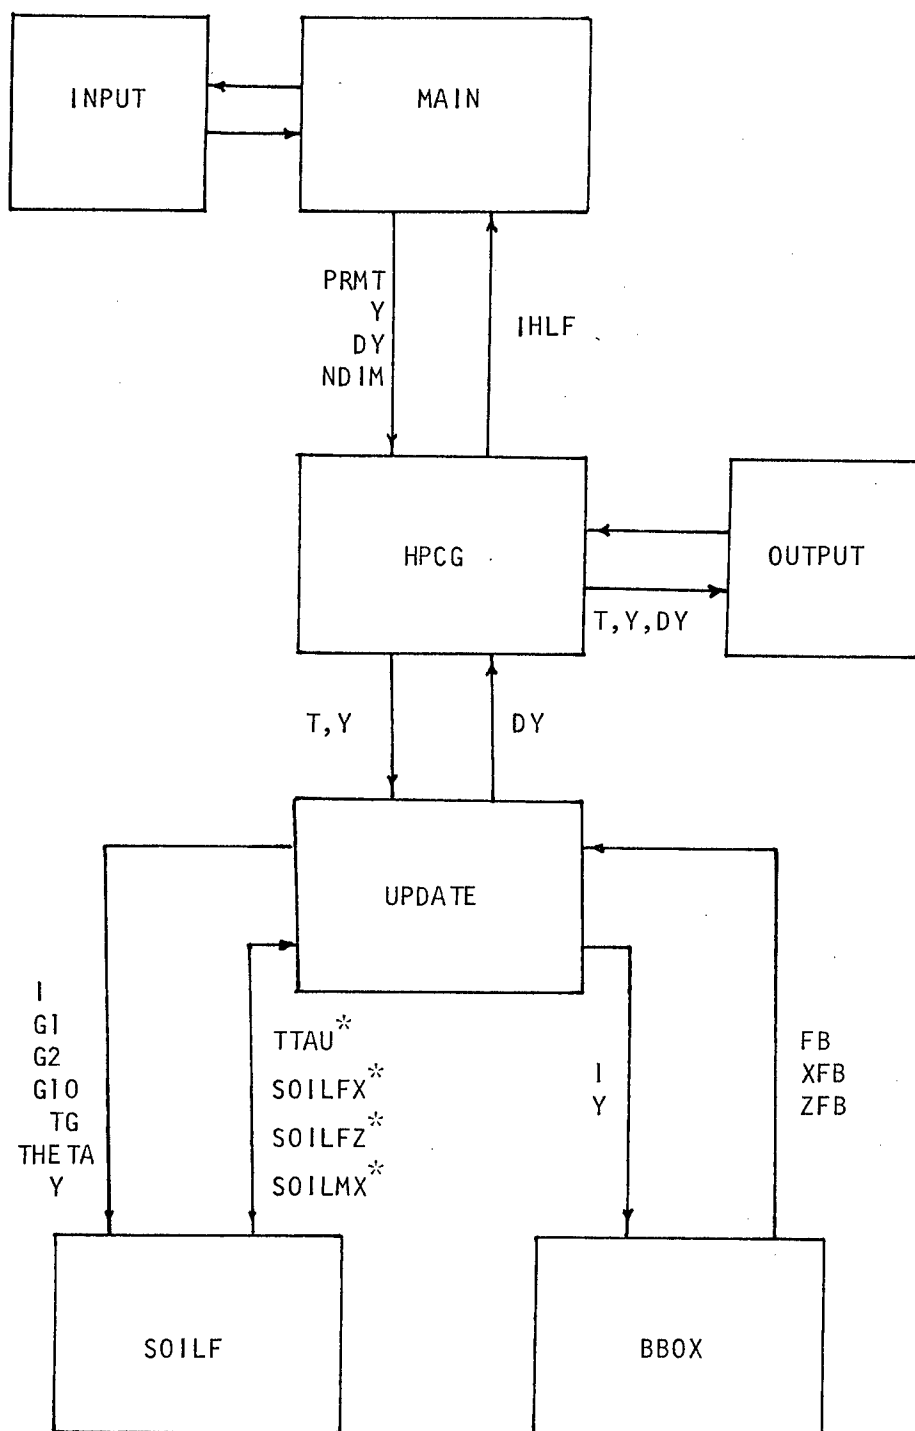 INPUT
MAIN
PRMT
Y
DY
NDIM
IHLF
HPCG
OUTPUT
T,Y,DY
T,Y
DY
UPDATE
I
G1
G2
G10
TG
THETA
Y
TTAU*
SOILFX*
SOILFZ*
SOILMX*
I
Y
FB
XFB
ZFB
SOILF
BBOX